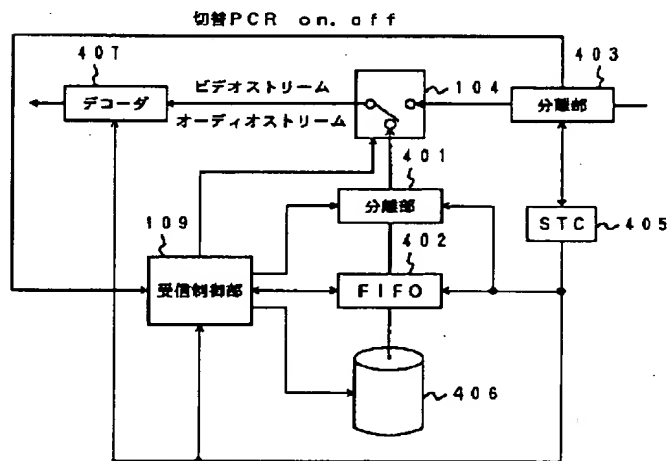 切替PCR on.off
407
デコーダ
ビデオストリーム
オーディオストリーム
104
403
分離部
401
分離部
STC
405
109
受信制御部
402
FIFO
406